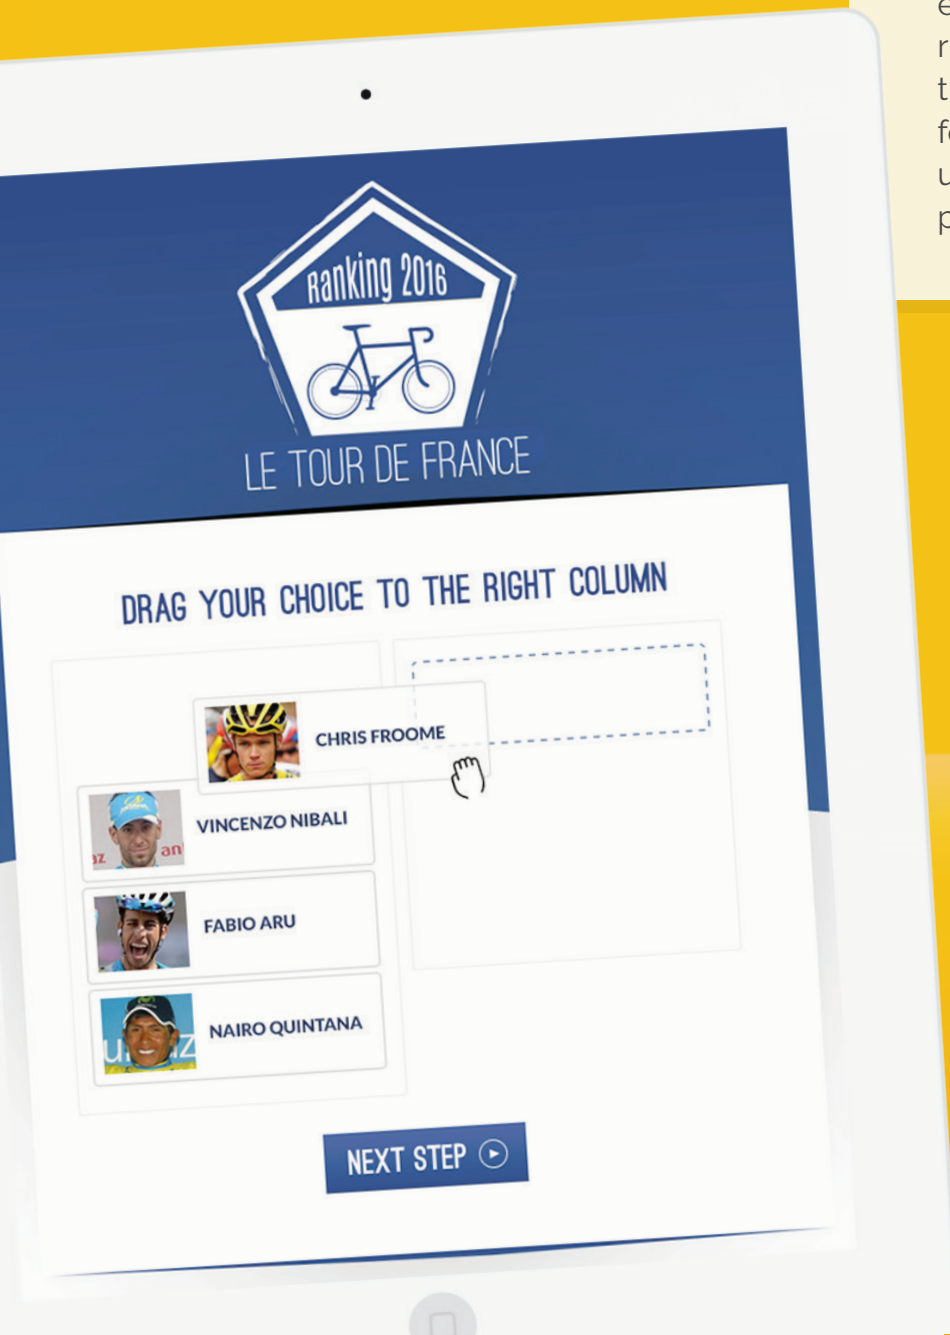 Ranking 2016
LE TOUR DE FRANCE
DRAG YOUR CHOICE TO THE RIGHT COLUMN
CHRIS FROOME
VINCENZO NIBALI
FABIO ARU
NAIRO QUINTANA
NEXT STEP